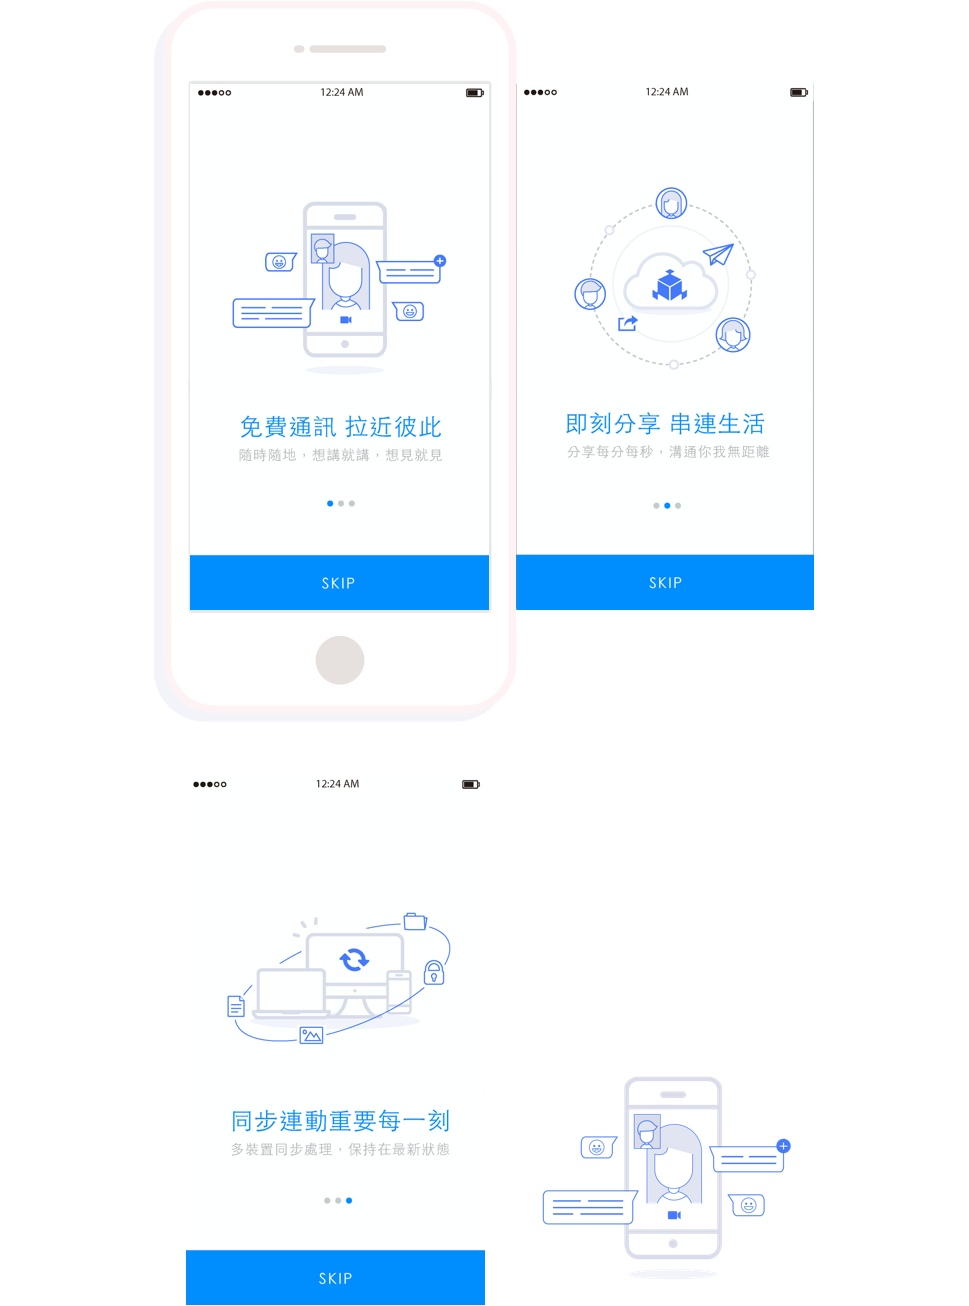 12:24 AM
免費通訊 拉近彼此
隨時隨地，想講就講，想見就見
SKIP
12:24 AM
即刻分享 串連生活
分享每分每秒，溝通你我無距離
SKIP
12:24 AM
同步連動重要每一刻
多裝置同步處理，保持在最新狀態
SKIP